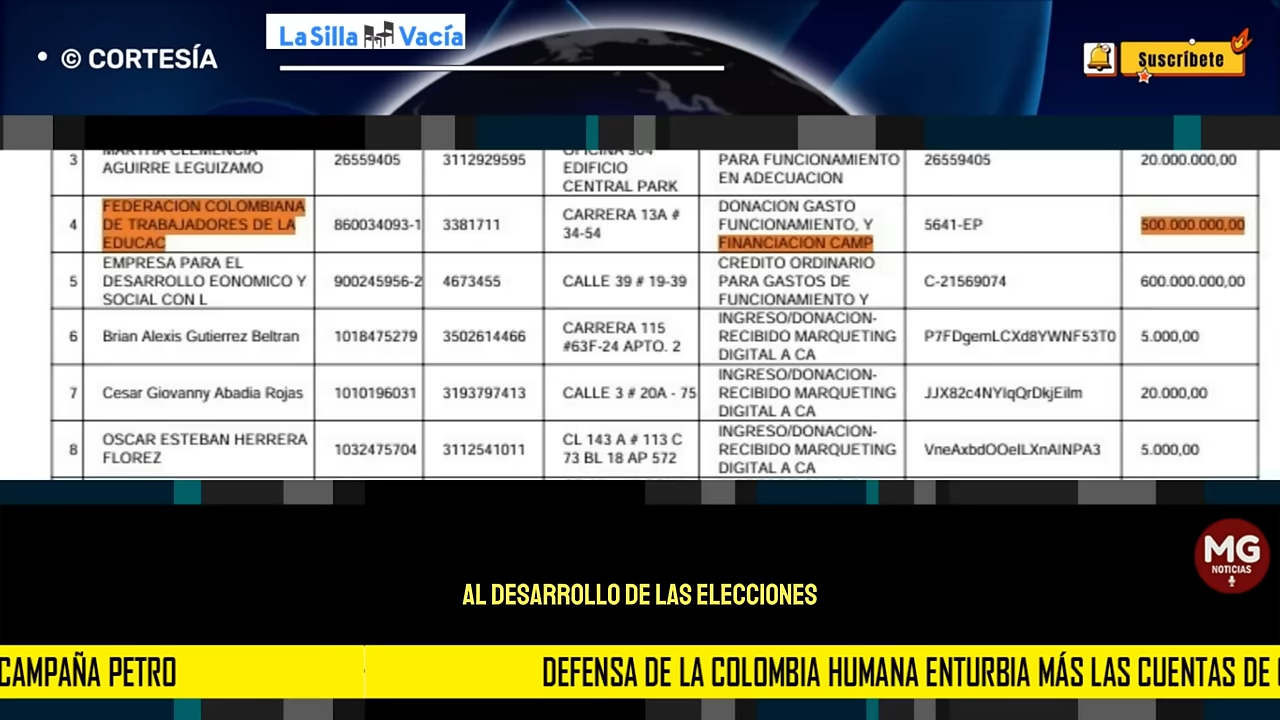 LaSilla Vacía
• © CORTESÍA
Suscríbete
3
MARTHA CLEMENCIA
AGUIRRE LEGUIZAMO
26559405
3112929595
OFICINA 904
EDIFICIO
CENTRAL PARK
PARA FUNCIONAMIENTO
EN ADECUACION
26559405
20.000.000,00
4
FEDERACION COLOMBIANA
DE TRABAJADORES DE LA
EDUCAC
860034093-1
3381711
CARRERA 13A #
34-54
DONACION GASTO
FUNCIONAMIENTO, Y
FINANCIACION CAMP
5641-EP
500.000.000,00
5
EMPRESA PARA EL
DESARROLLO EONOMICO Y
SOCIAL CON L
900245956-2
4673455
CALLE 39 # 19-39
CREDITO ORDINARIO
PARA GASTOS DE
FUNCIONAMIENTO Y
C-21569074
600.000.000,00
6
Brian Alexis Gutierrez Beltran
1018475279
3502614466
CARRERA 115
#63F-24 APTO. 2
INGRESO/DONACION-
RECIBIDO MARQUETING
DIGITAL A CA
P7FDgemLCXd8YWNF53T0
5.000,00
7
Cesar Giovanny Abadia Rojas
1010196031
3193797413
CALLE 3 # 20A - 75
INGRESO/DONACION-
RECIBIDO MARQUETING
DIGITAL A CA
JJX82c4NYIqQrDkjEilm
20.000,00
8
OSCAR ESTEBAN HERRERA
FLOREZ
1032475704
3112541011
CL 143 A # 113 C
73 BL 18 AP 572
INGRESO/DONACION-
RECIBIDO MARQUETING
DIGITAL A CA
VneAxbdOOeILXnAINPA3
5.000,00
MG
NOTICIAS
AL DESARROLLO DE LAS ELECCIONES
CAMPAÑA PETRO
DEFENSA DE LA COLOMBIA HUMANA ENTURBIA MÁS LAS CUENTAS DE